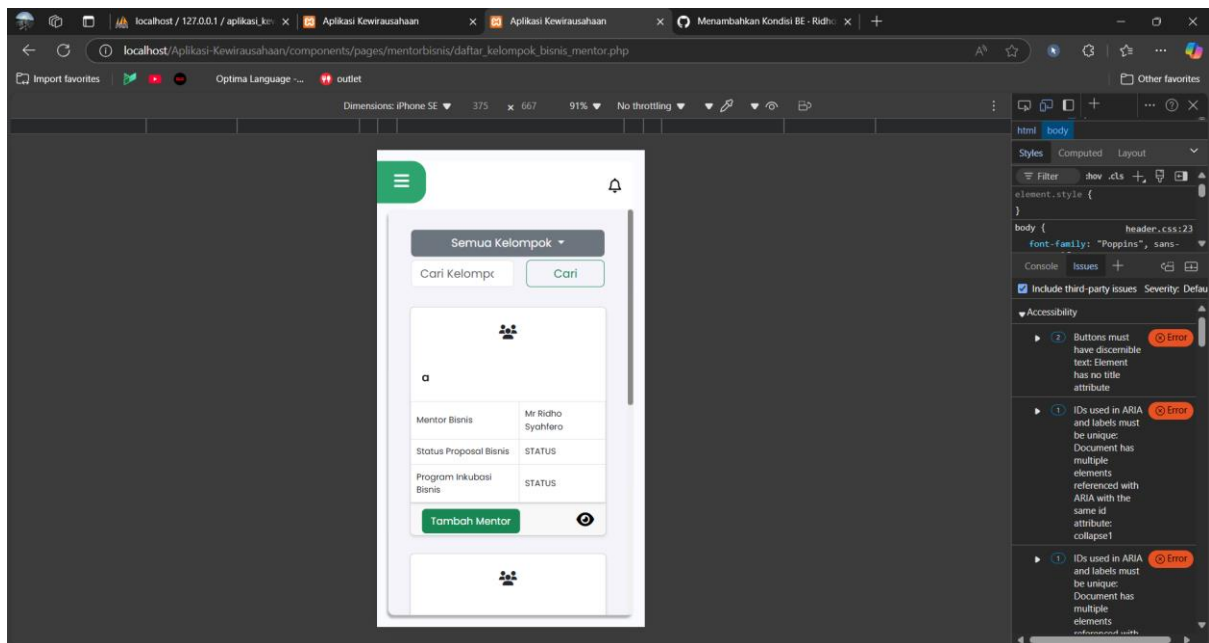 localhost / 127.0.0.1 / aplikasi_kev
Aplikasi Kewirausahaan
Aplikasi Kewirausahaan
Menambahkan Kondisi BE - Ridho
localhost/Aplikasi-Kewirausahaan/components/pages/mentorbisnis/daftar_kelompok_bisnis_mentor.php
Import favorites
Optima Language -...
outlet
Other favorites
Dimensions: iPhone SE ▼ 375 x 667 91% ▼ No throttling ▼
Semua Kelompok
Cari Kelompc
Cari
a
Mentor Bisnis
Mr Ridho
Syahfero
Status Proposal Bisnis
STATUS
Program Inkubasi
Bisnis
STATUS
Tambah Mentor
html body
Styles Computed Layout
Filter :hov .cls
element.style {
}
body {
header.css:23
font-family: "Poppins", sans-
Console Issues
Include third-party issues Severity: Defau
Accessibility
2
Buttons must
have discernible
text: Element
has no title
attribute
Error
1
IDs used in ARIA
and labels must
be unique:
Document has
multiple
elements
referenced with
ARIA with the
same id
attribute:
collapse1
Error
1
IDs used in ARIA
and labels must
be unique:
Document has
multiple
elements
referenced with
Error